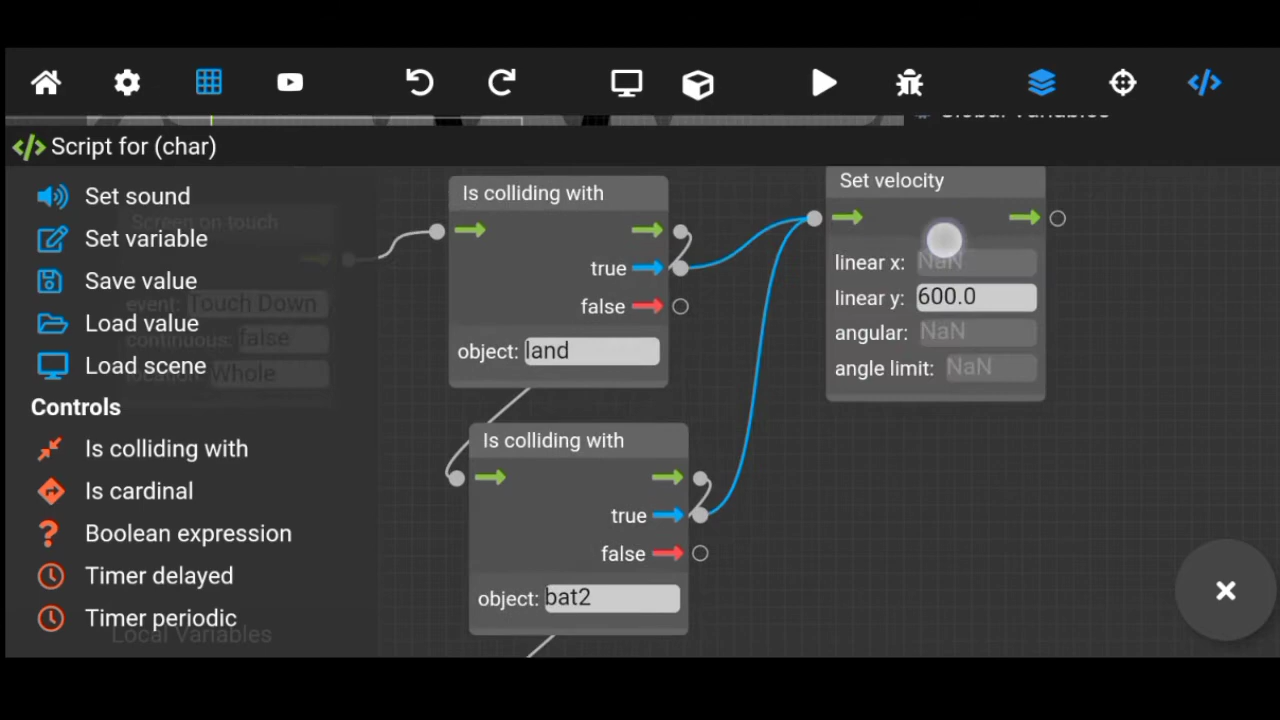 Global Variables
</> Script for (char)
Set sound
Set variable
Save value
Load value
Load scene
Controls
Is colliding with
Is cardinal
Boolean expression
Timer delayed
Timer periodic
Local Variables
Screen on touch
event: Touch Down
continuous: false
location: Whole
Is colliding with
true
false
object: land
Is colliding with
true
false
object: bat2
Set velocity
linear x: NaN
linear y: 600.0
angular: NaN
angle limit: NaN